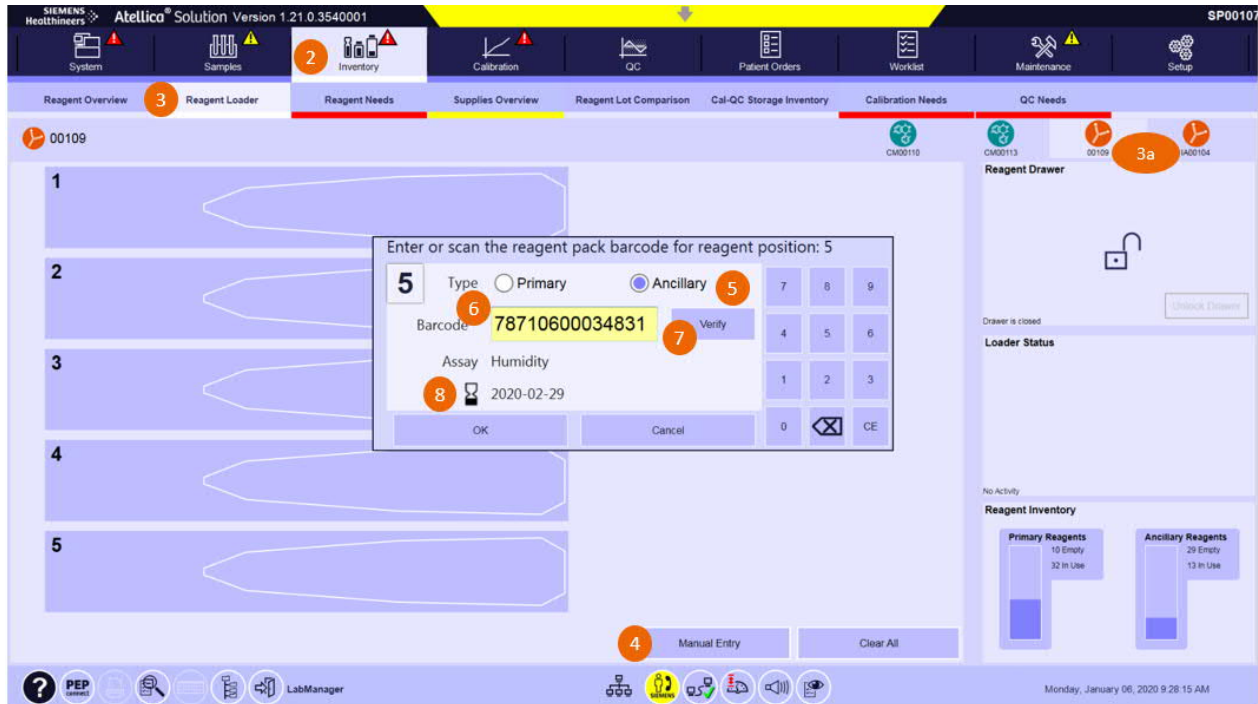 SIEMENS
Healthineers
Atellica® Solution Version 1.21.0.3540001
SP00107
System
Samples
2
Inventory
Calibration
QC
Patient Orders
Worklist
Maintenance
Setup
Reagent Overview
3
Reagent Loader
Reagent Needs
Supplies Overview
Reagent Lot Comparison
Cal-QC Storage Inventory
Calibration Needs
QC Needs
00109
CM00110
CM00113
00109
3a
IA00104
1
2
3
4
5
Enter or scan the reagent pack barcode for reagent position: 5
5
Type
Primary
Ancillary
5
6
Barcode
78710600034831
7
Verify
Assay Humidity
8
2020-02-29
OK
Cancel
7 8 9
4 5 6
1 2 3
0
CE
4
Manual Entry
Clear All
Reagent Drawer
Unlock Drawer
Drawer is closed
Loader Status
No Activity
Reagent Inventory
Primary Reagents
10 Empty
32 In Use
Ancillary Reagents
29 Empty
13 In Use
?
PEP
connect
LabManager
SIEMENS
Monday, January 06, 2020 9:28:15 AM